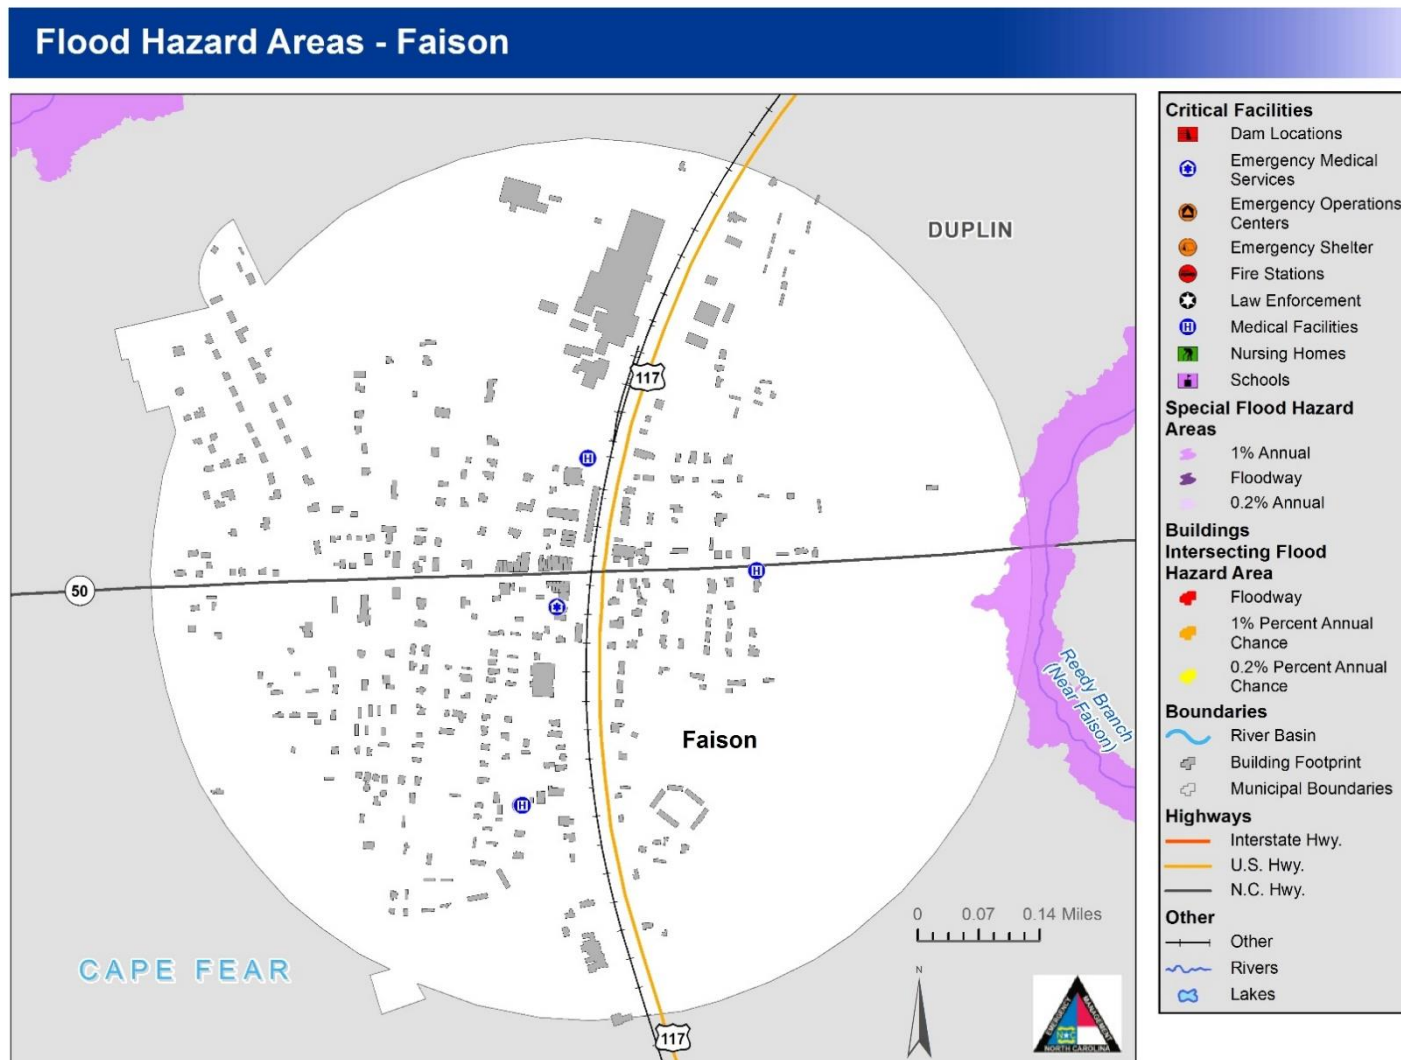 Flood Hazard Areas - Faison
DUPLIN
117
50
Faison
Reedy Branch
(Near Faison)
CAPE FEAR
0 0.07 0.14 Miles
N
117
EMERGENCY
MANAGEMENT
NORTH CAROLINA
Critical Facilities
Dam Locations
Emergency Medical
Services
Emergency Operations
Centers
Emergency Shelter
Fire Stations
Law Enforcement
H Medical Facilities
Nursing Homes
Schools
Special Flood Hazard
Areas
1% Annual
Floodway
0.2% Annual
Buildings
Intersecting Flood
Hazard Area
Floodway
1% Percent Annual
Chance
0.2% Percent Annual
Chance
Boundaries
River Basin
Building Footprint
Municipal Boundaries
Highways
Interstate Hwy.
U.S. Hwy.
N.C. Hwy.
Other
Other
Rivers
Lakes